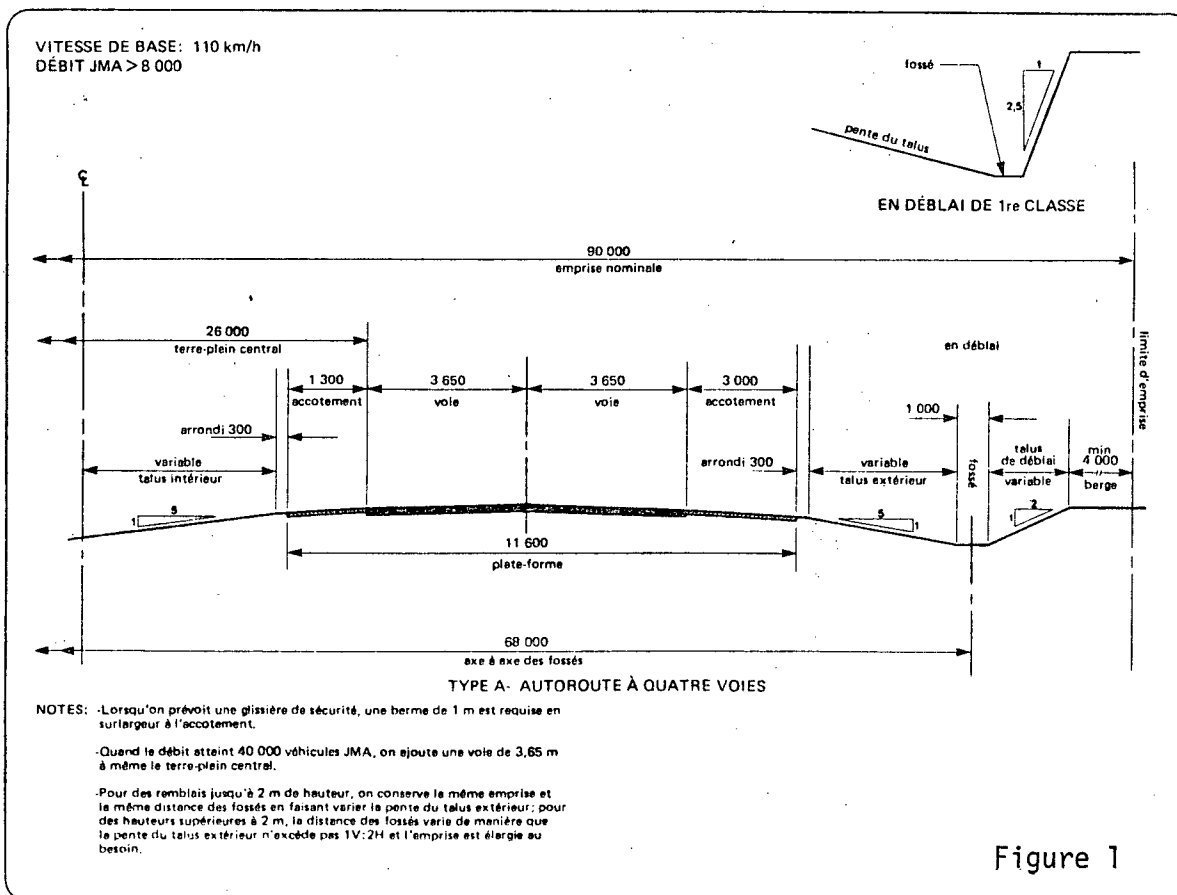 VITESSE DE BASE: 110 km/h
DÉBIT JMA > 8 000
fossé
1
2,5
pente du talus
EN DÉBLAI DE 1re CLASSE
℄
90 000
emprise nominale
26 000
terre-plein central
en déblai
limite d'emprise
1 300
accotement
3 650
voie
3 650
voie
3 000
accotement
1 000
arrondi 300
arrondi 300
variable
talus intérieur
variable
talus extérieur
fossé
talus
de déblai
variable
min
4 000
berge
5
1
5
1
2
1
11 600
plate-forme
68 000
axe à axe des fossés
TYPE A- AUTOROUTE À QUATRE VOIES
NOTES: -Lorsqu'on prévoit une glissière de sécurité, une berme de 1 m est requise en
surlargeur à l'accotement.
-Quand le débit atteint 40 000 véhicules JMA, on ajoute une voie de 3,65 m
à même le terre-plein central.
-Pour des remblais jusqu'à 2 m de hauteur, on conserve la même emprise et
la même distance des fossés en faisant varier la pente du talus extérieur; pour
des hauteurs supérieures à 2 m, la distance des fossés varie de manière que
la pente du talus extérieur n'excède pas 1V:2H et l'emprise est élargie au
besoin.
Figure 1